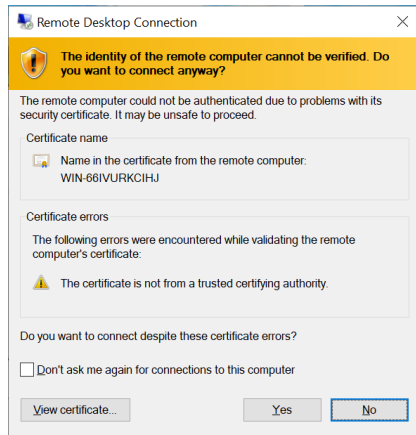 Remote Desktop Connection
The identity of the remote computer cannot be verified. Do
you want to connect anyway?
The remote computer could not be authenticated due to problems with its
security certificate. It may be unsafe to proceed.
Certificate name
Name in the certificate from the remote computer:
WIN-66IVURKCIHJ
Certificate errors
The following errors were encountered while validating the remote
computer's certificate:
The certificate is not from a trusted certifying authority.
Do you want to connect despite these certificate errors?
Don't ask me again for connections to this computer
View certificate...
Yes
No